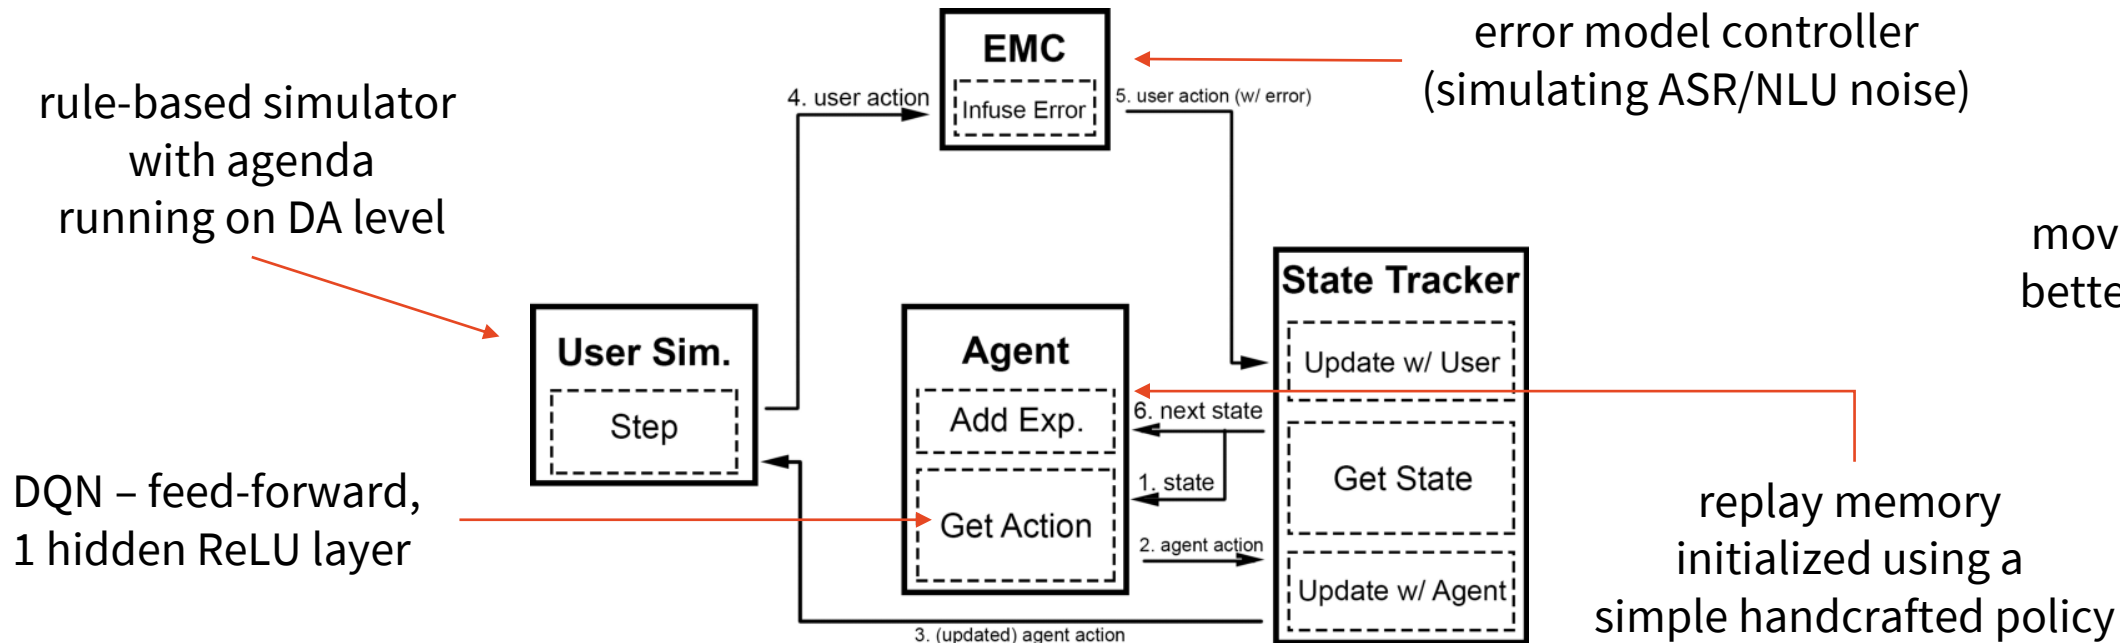 rule-based simulator
with agenda
running on DA level
EMC
Infuse Error
4. user action
5. user action (w/ error)
error model controller
(simulating ASR/NLU noise)
User Sim.
Step
Agent
Add Exp.
Get Action
State Tracker
Update w/ User
Get State
Update w/ Agent
6. next state
1. state
2. agent action
3. (updated) agent action
DQN – feed-forward,
1 hidden ReLU layer
replay memory
initialized using a
simple handcrafted policy